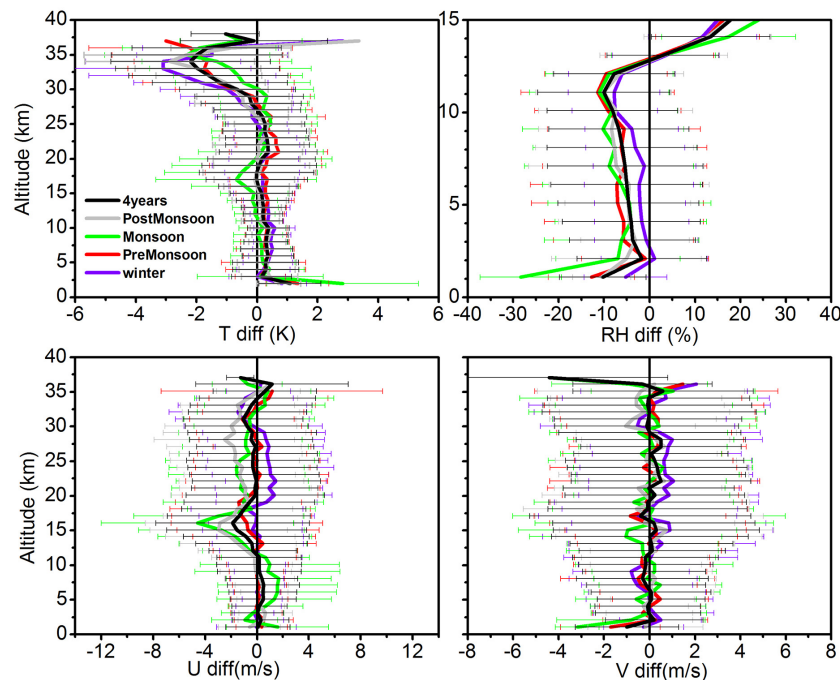 40
35
30
25
20
15
10
5
0
Altitude (km)
4years
PostMonsoon
Monsoon
PreMonsoon
winter
-6 -4 -2 0 2 4 6
T diff (K)
15
10
5
0
-40 -30 -20 -10 0 10 20 30 40
RH diff (%)
40
35
30
25
20
15
10
5
0
Altitude (km)
-12 -8 -4 0 4 8 12
U diff(m/s)
-8 -6 -4 -2 0 2 4 6 8
V diff(m/s)